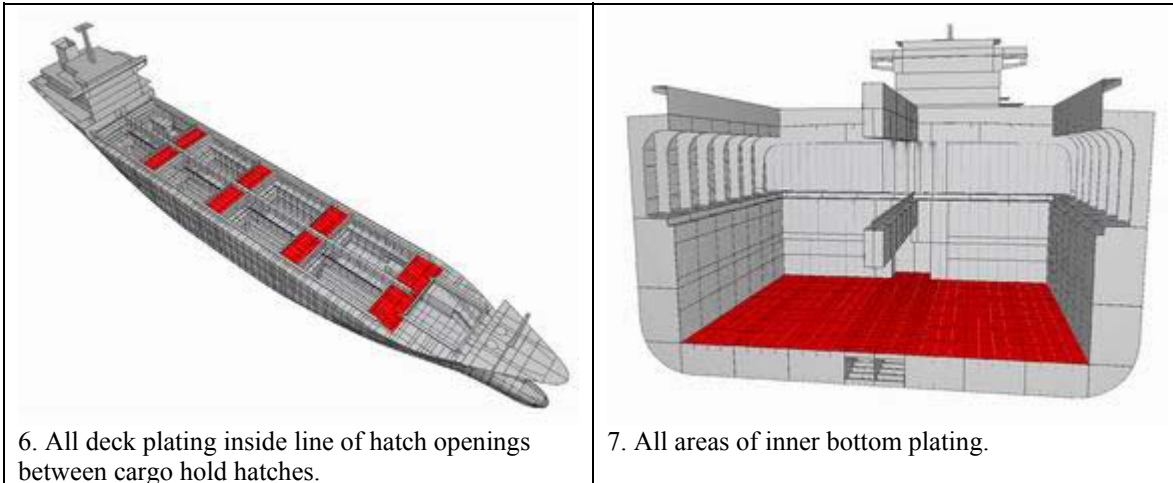 6. All deck plating inside line of hatch openings
between cargo hold hatches.
7. All areas of inner bottom plating.